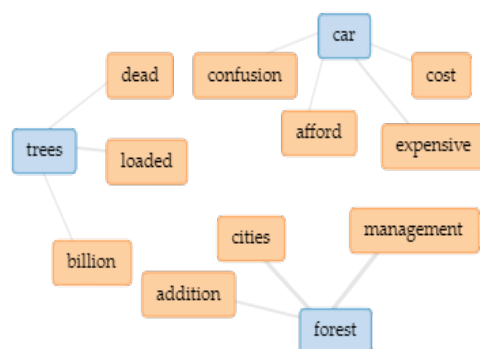 car
dead
confusion
cost
afford
expensive
trees
loaded
cities
management
billion
addition
forest